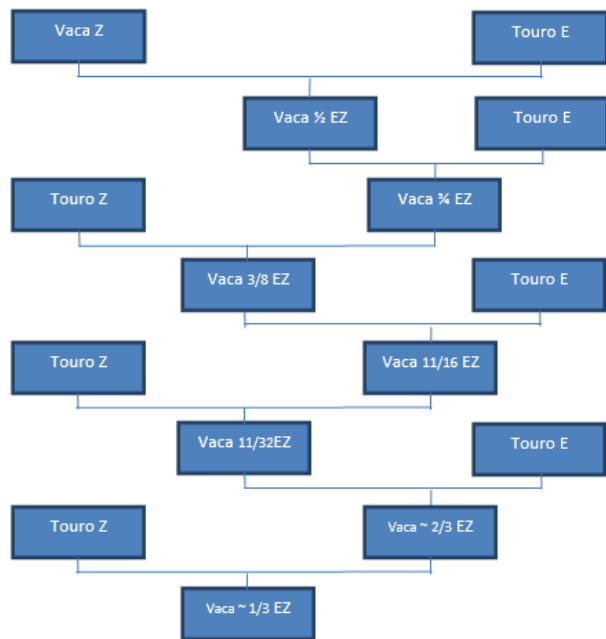 Vaca Z
Touro E
Vaca ½ EZ
Touro E
Touro Z
Vaca ¾ EZ
Vaca 3/8 EZ
Touro E
Touro Z
Vaca 11/16 EZ
Vaca 11/32EZ
Touro E
Touro Z
Vaca ~ 2/3 EZ
Vaca ~ 1/3 EZ